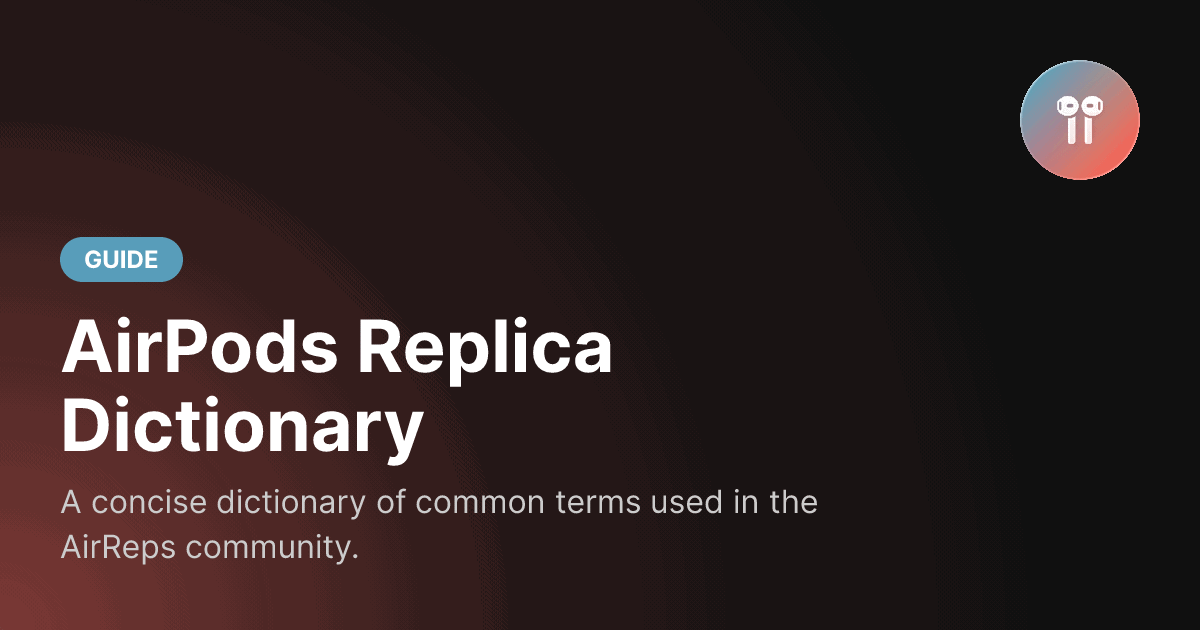 GUIDE
AirPods Replica
Dictionary
A concise dictionary of common terms used in the
AirReps community.